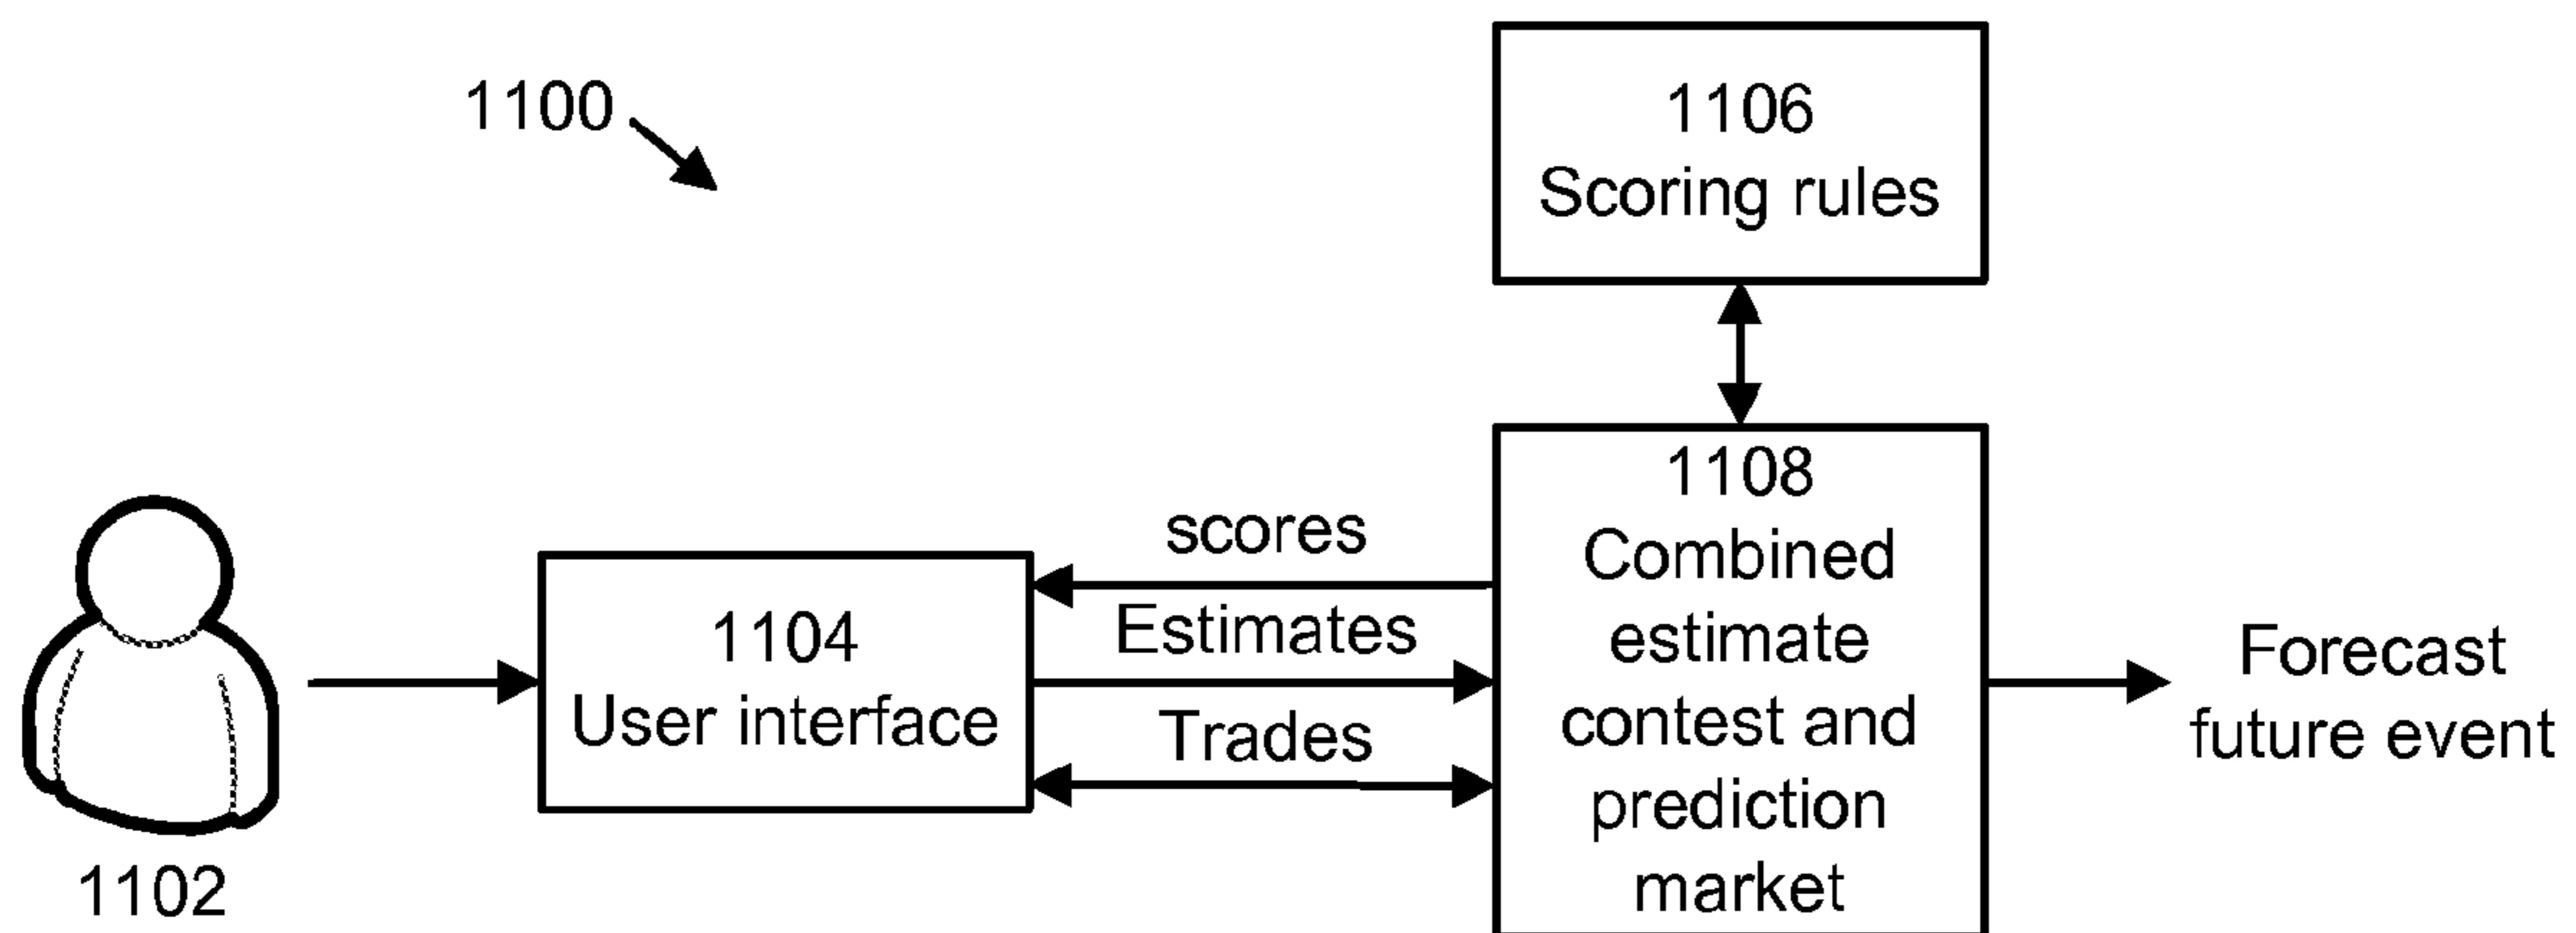 1100
1106
Scoring rules
1108
Combined
estimate
contest and
prediction
market
scores
Estimates
Trades
1104
User interface
1102
Forecast
future event